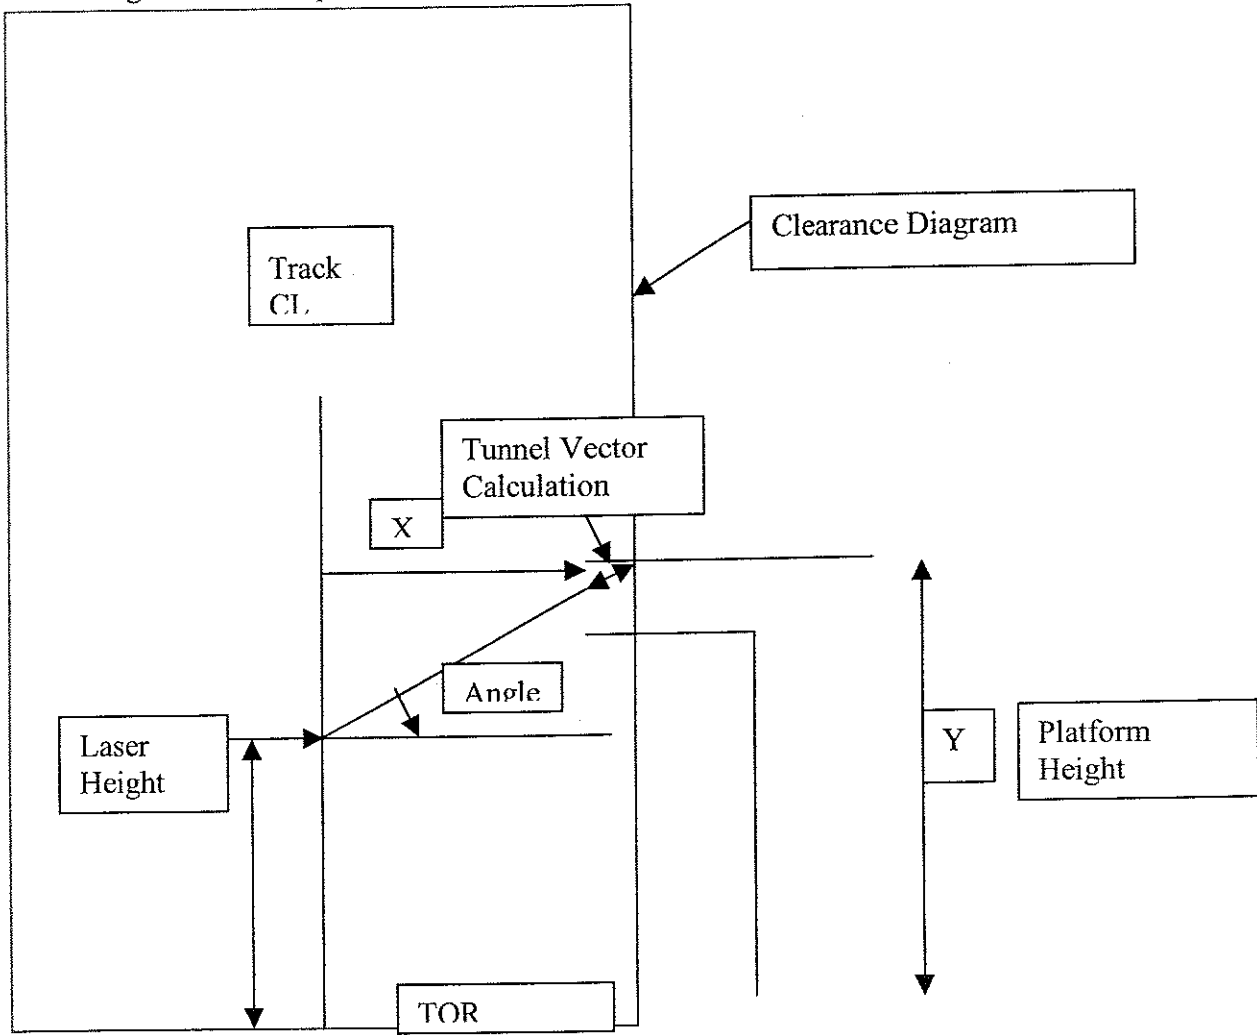 Clearance Diagram
Track
CL
Tunnel Vector
Calculation
X
Angle
Laser
Height
Y
Platform
Height
TOR